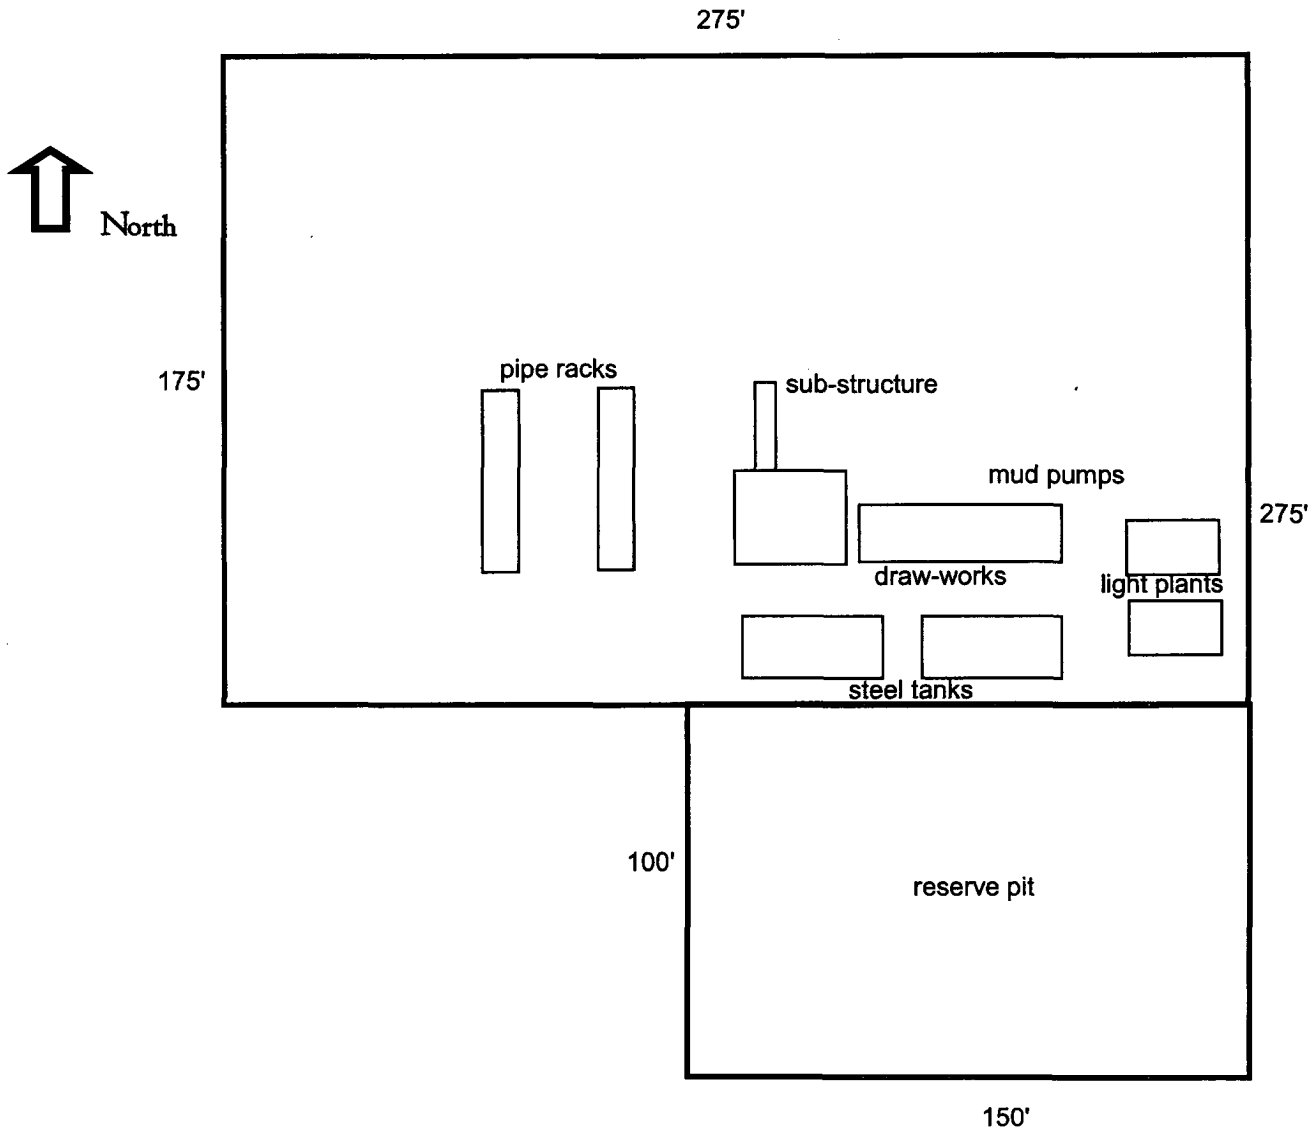 275'
North
pipe racks
175'
sub-structure
mud pumps
275'
draw-works
light plants
steel tanks
100'
reserve pit
150'